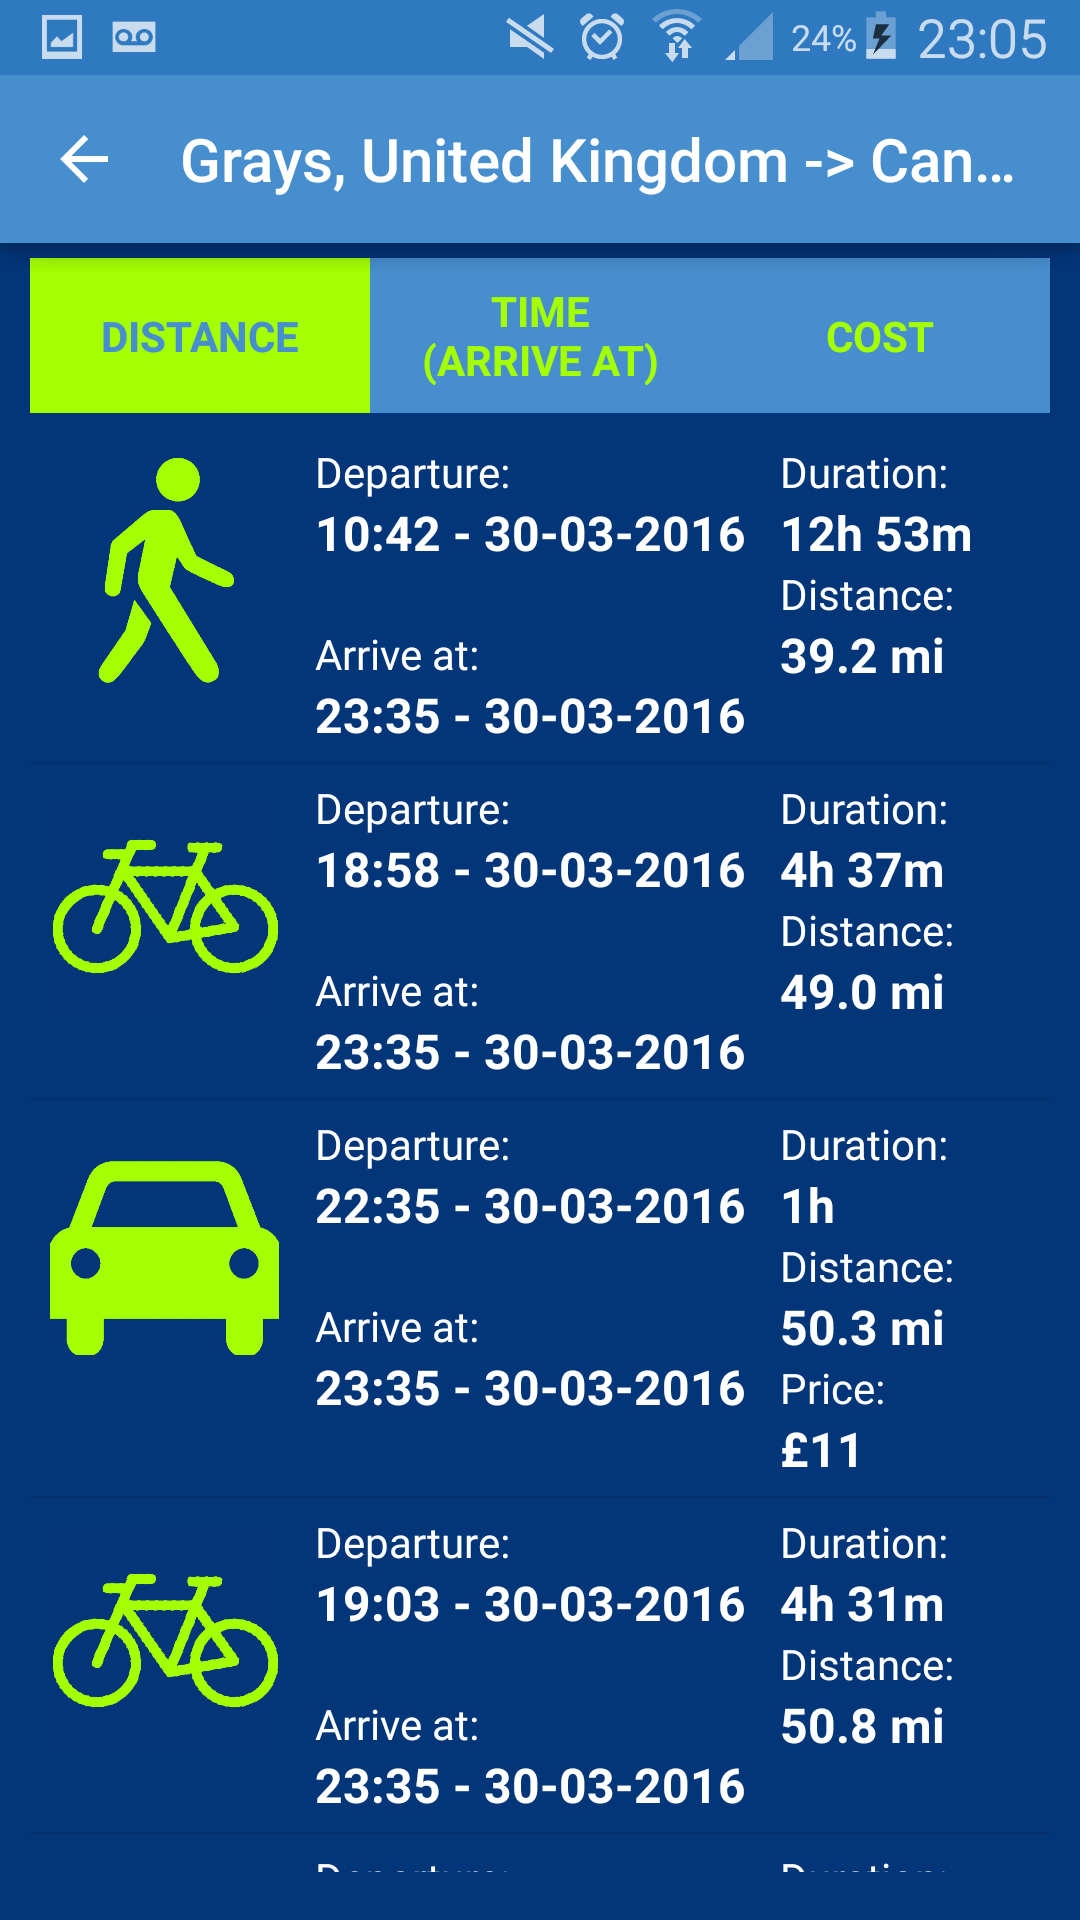 24% 23:05
Grays, United Kingdom -> Can...
DISTANCE
TIME
(ARRIVE AT)
COST
Departure:
10:42 - 30-03-2016
Arrive at:
23:35 - 30-03-2016
Duration:
12h 53m
Distance:
39.2 mi
Departure:
18:58 - 30-03-2016
Arrive at:
23:35 - 30-03-2016
Duration:
4h 37m
Distance:
49.0 mi
Departure:
22:35 - 30-03-2016
Arrive at:
23:35 - 30-03-2016
Duration:
1h
Distance:
50.3 mi
Price:
£11
Departure:
19:03 - 30-03-2016
Arrive at:
23:35 - 30-03-2016
Duration:
4h 31m
Distance:
50.8 mi